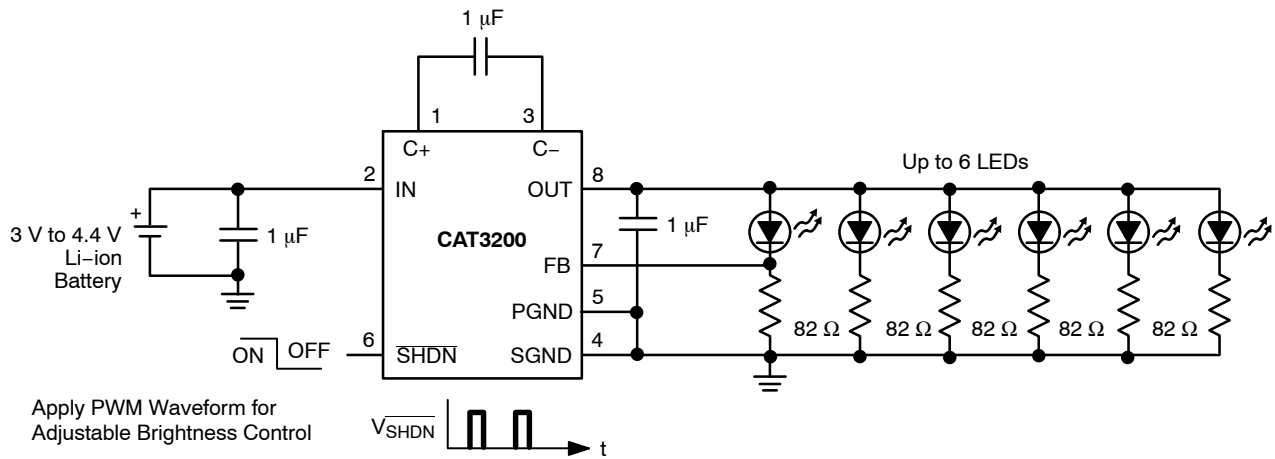 1 μF
1
3
C+
C−
2
IN
OUT
8
Up to 6 LEDs
+
3 V to 4.4 V
Li−ion
Battery
1 μF
CAT3200
1 μF
FB
7
PGND
5
82 Ω
82 Ω
82 Ω
82 Ω
82 Ω
ON
OFF
6
SHDN
SGND
4
Apply PWM Waveform for
Adjustable Brightness Control
VSHDN
t